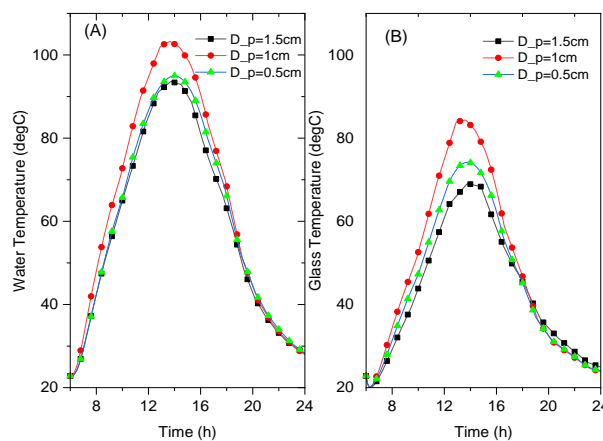 (A)
D_p=1.5cm
D_p=1cm
D_p=0.5cm
100
80
60
40
20
Water Temperature (degC)
8 12 16 20 24
Time (h)
(B)
D_p=1.5cm
D_p=1cm
D_p=0.5cm
100
80
60
40
20
Glass Temperature (degC)
8 12 16 20 24
Time (h)